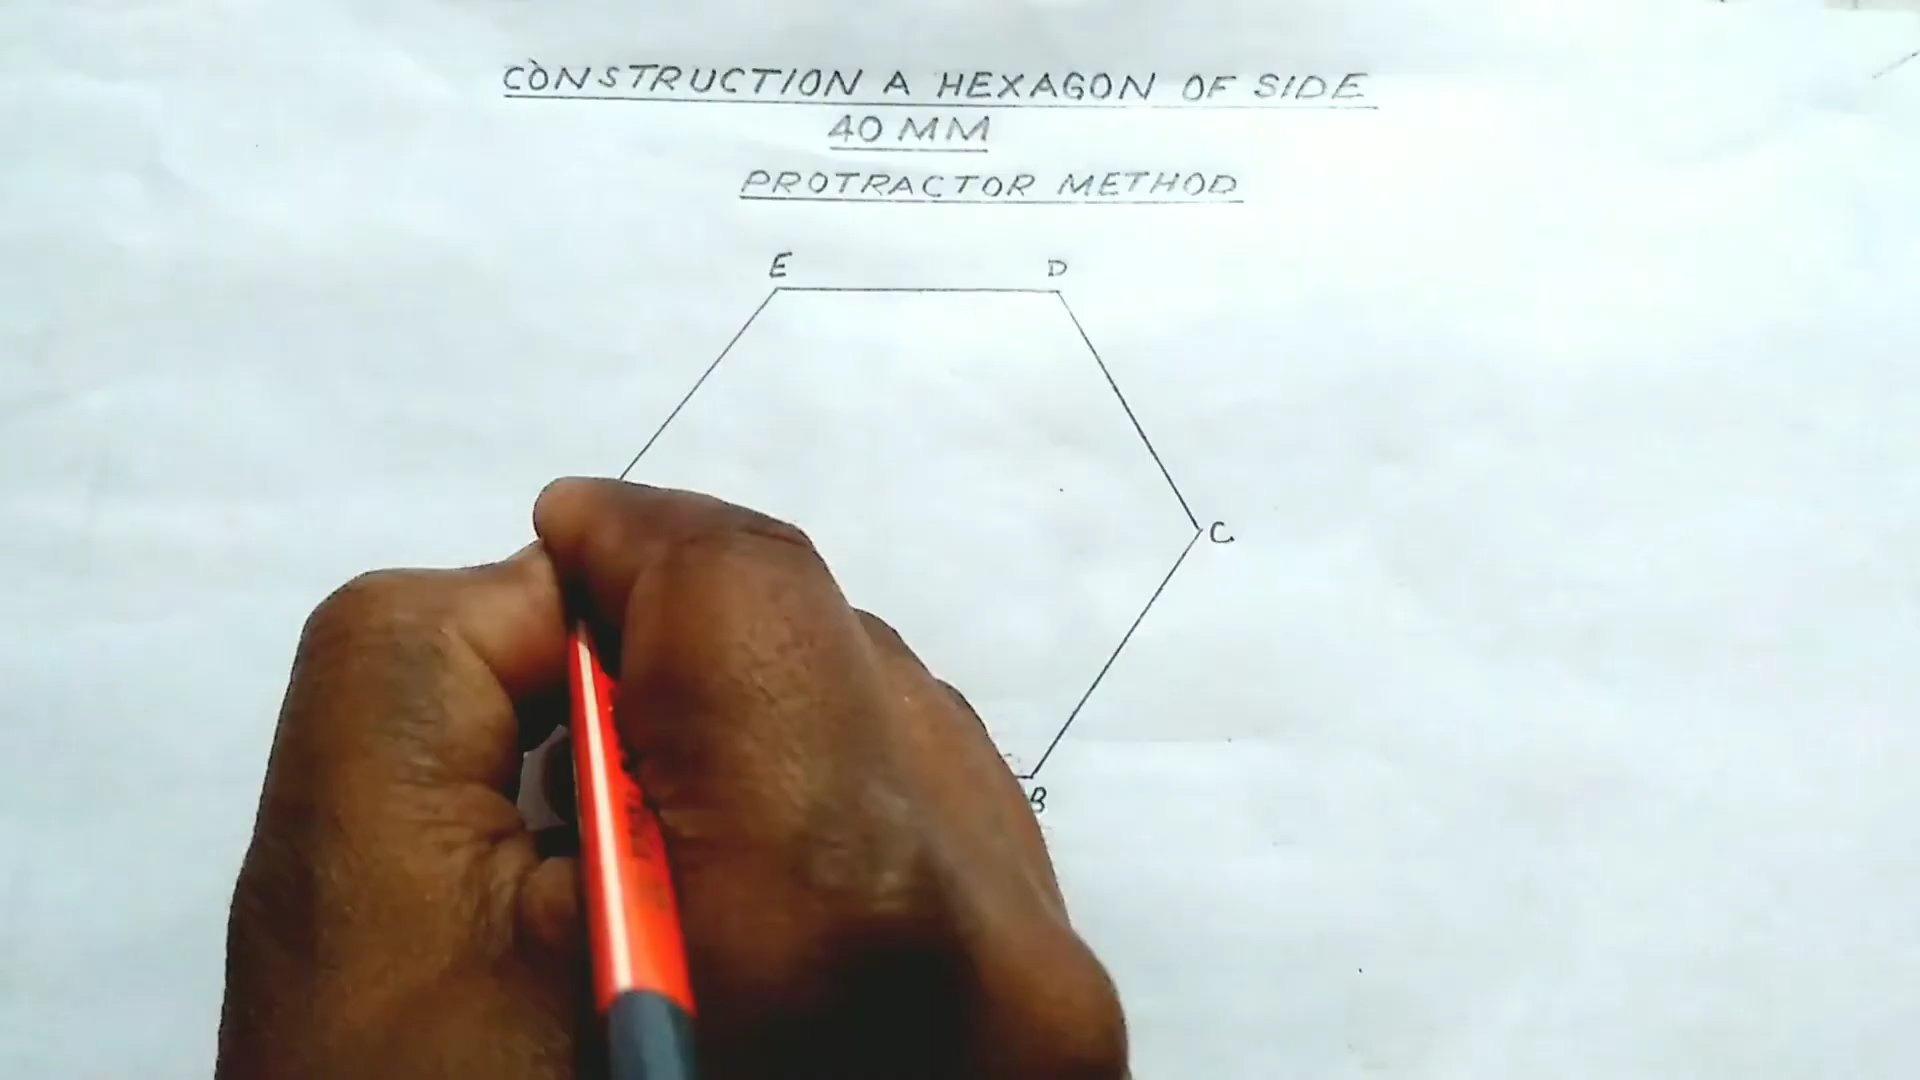 CONSTRUCTION A HEXAGON OF SIDE
40 MM
PROTRACTOR METHOD
E D
C
B